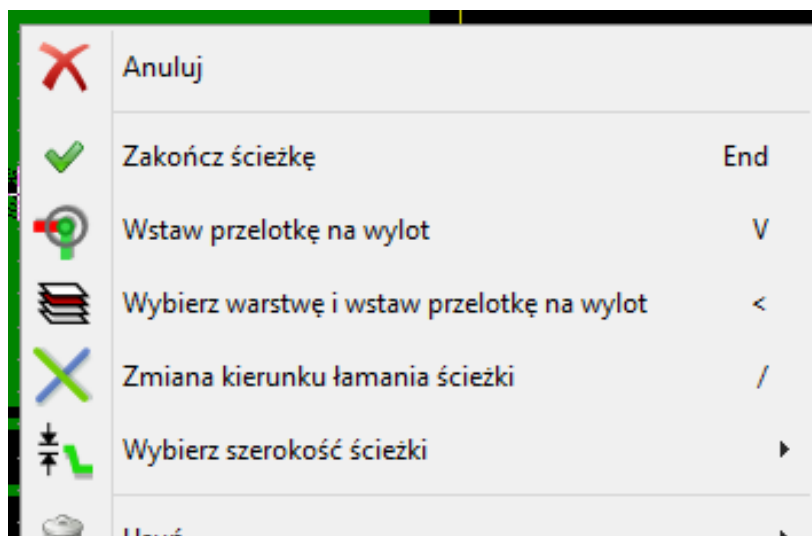 Anuluj
Zakończ ścieżkę End
Wstaw przelotkę na wylot V
Wybierz warstwę i wstaw przelotkę na wylot <
Zmiana kierunku łamania ścieżki /
Wybierz szerokość ścieżki